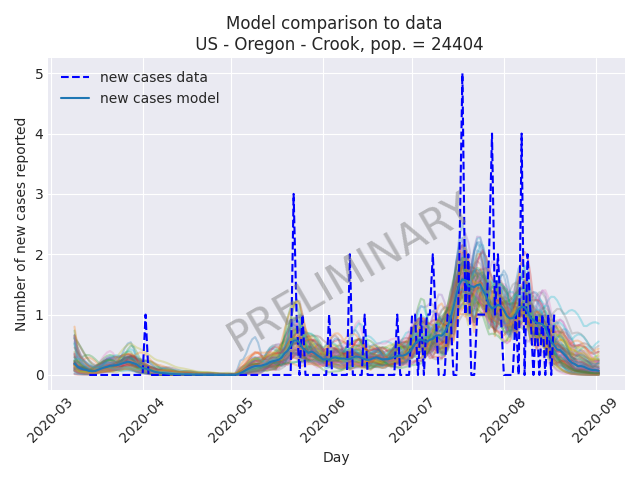 Model comparison to data
US - Oregon - Crook, pop. = 24404
new cases data
new cases model
PRELIMINARY
Number of new cases reported
5
4
3
2
1
0
2020-03
2020-04
2020-05
2020-06
2020-07
2020-08
2020-09
Day